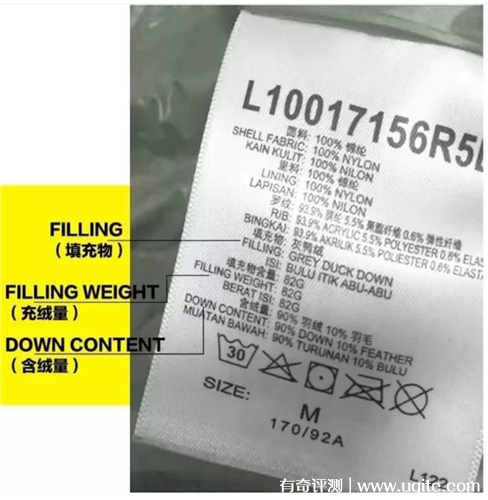 FILLING
(填充物)
FILLING WEIGHT
(充绒量)
DOWN CONTENT
(含绒量)
L10017156R5
面料: 100% 锦纶
SHELL FABRIC: 100% NYLON
KAIN KULIT: 100% NILON
里料: 100% 锦纶
LINING: 100% NYLON
LAPISAN: 100% NILON
罗纹: 93.9% 腈纶 5.5% 聚酯纤维 0.6% 弹性纤维
RIB: 93.9% ACRYLIC 5.5% POLYESTER 0.6% ELAST
BINGKAI: 93.9% AKRILIK 5.5% POLIESTER 0.6% ELASTA
填充物: 灰鸭绒
FILLING: GREY DUCK DOWN
ISI: BULU ITIK ABU-ABU
填充物含量: 82G
FILLING WEIGHT: 82G
BERAT ISI: 82G
含绒量: 90% 羽绒 10% 羽毛
DOWN CONTENT: 90% DOWN 10% FEATHER
MUATAN BAWAH: 90% TURUNAN 10% BULU
30
SIZE: M
170/92A
L122
有奇评测 | www.uqite.com